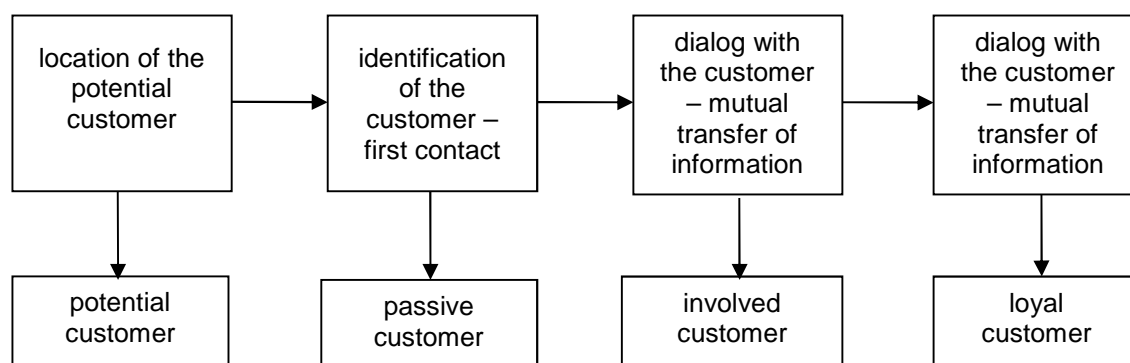 location of the
potential
customer
identification
of the
customer –
first contact
dialog with
the customer
– mutual
transfer of
information
dialog with
the customer
– mutual
transfer of
information
potential
customer
passive
customer
involved
customer
loyal
customer